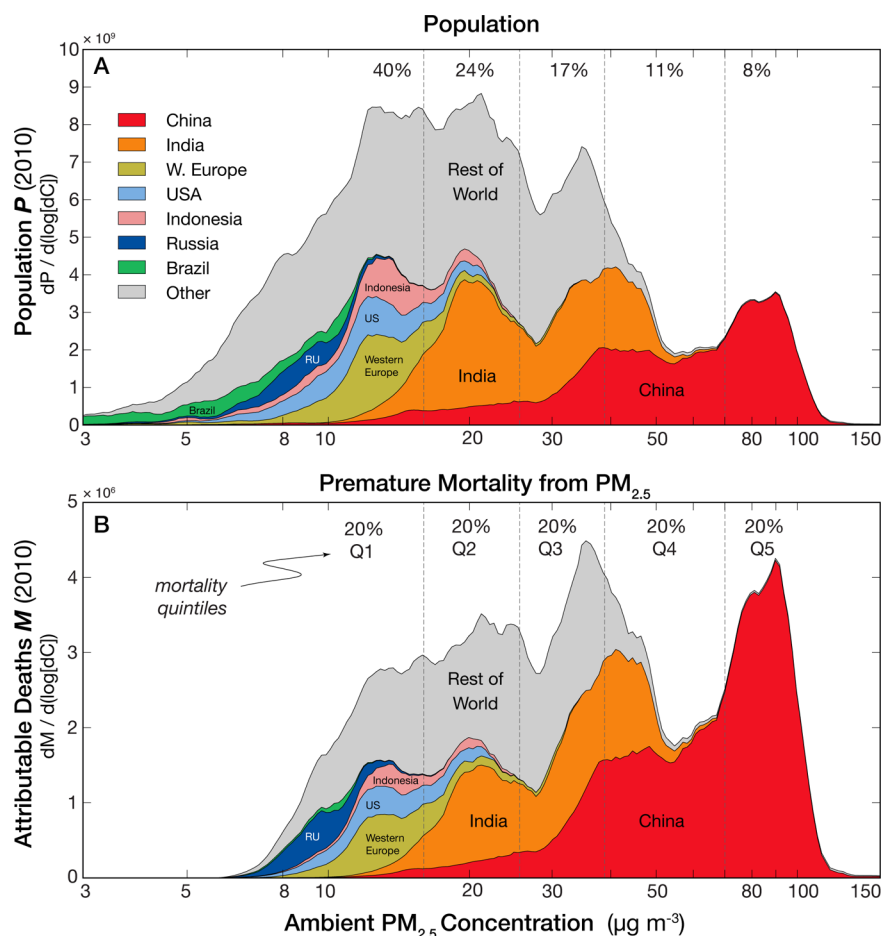 Population
× 10⁹
A
40% 24% 17% 11% 8%
10
9
8
7
6
5
4
3
2
1
0
Population P (2010)
dP / d(log[dC])
China
India
W. Europe
USA
Indonesia
Russia
Brazil
Other
Rest of
World
Indonesia
US
RU
Western
Europe
Brazil
India
China
3 5 8 10 20 30 50 80 100 150
Premature Mortality from PM₂.₅
× 10⁶
B
20% 20% 20% 20% 20%
Q1 Q2 Q3 Q4 Q5
mortality
quintiles
5
4
3
2
1
0
Attributable Deaths M (2010)
dM / d(log[dC])
Rest of
World
Indonesia
US
RU
Western
Europe
India
China
3 5 8 10 20 30 50 80 100 150
Ambient PM₂.₅ Concentration (µg m⁻³)